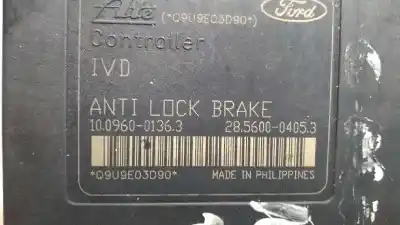 Ate (*Q9U9E03D90*) Ford
Controller
IVD
ANTI LOCK BRAKE
10.0960-0136.3 28.5600-0405.3
*Q9U9E03D90* MADE IN PHILIPPINES